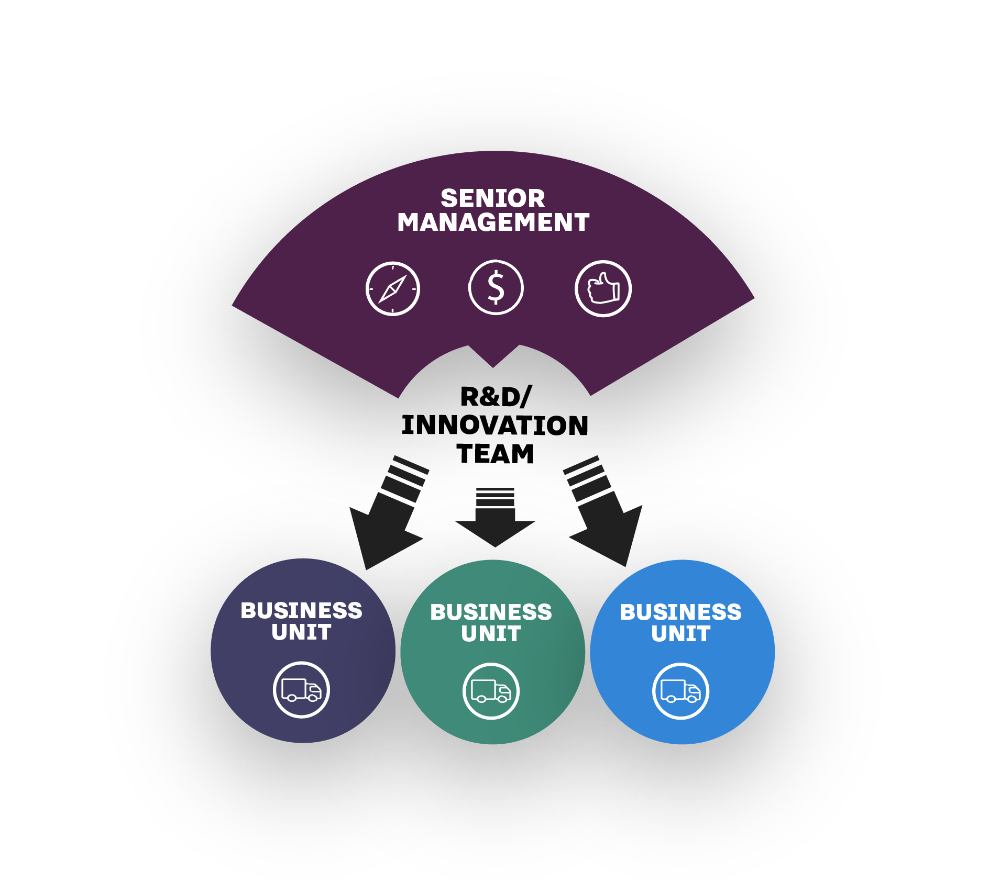 SENIOR
MANAGEMENT
$
R&D/
INNOVATION
TEAM
BUSINESS
UNIT
BUSINESS
UNIT
BUSINESS
UNIT